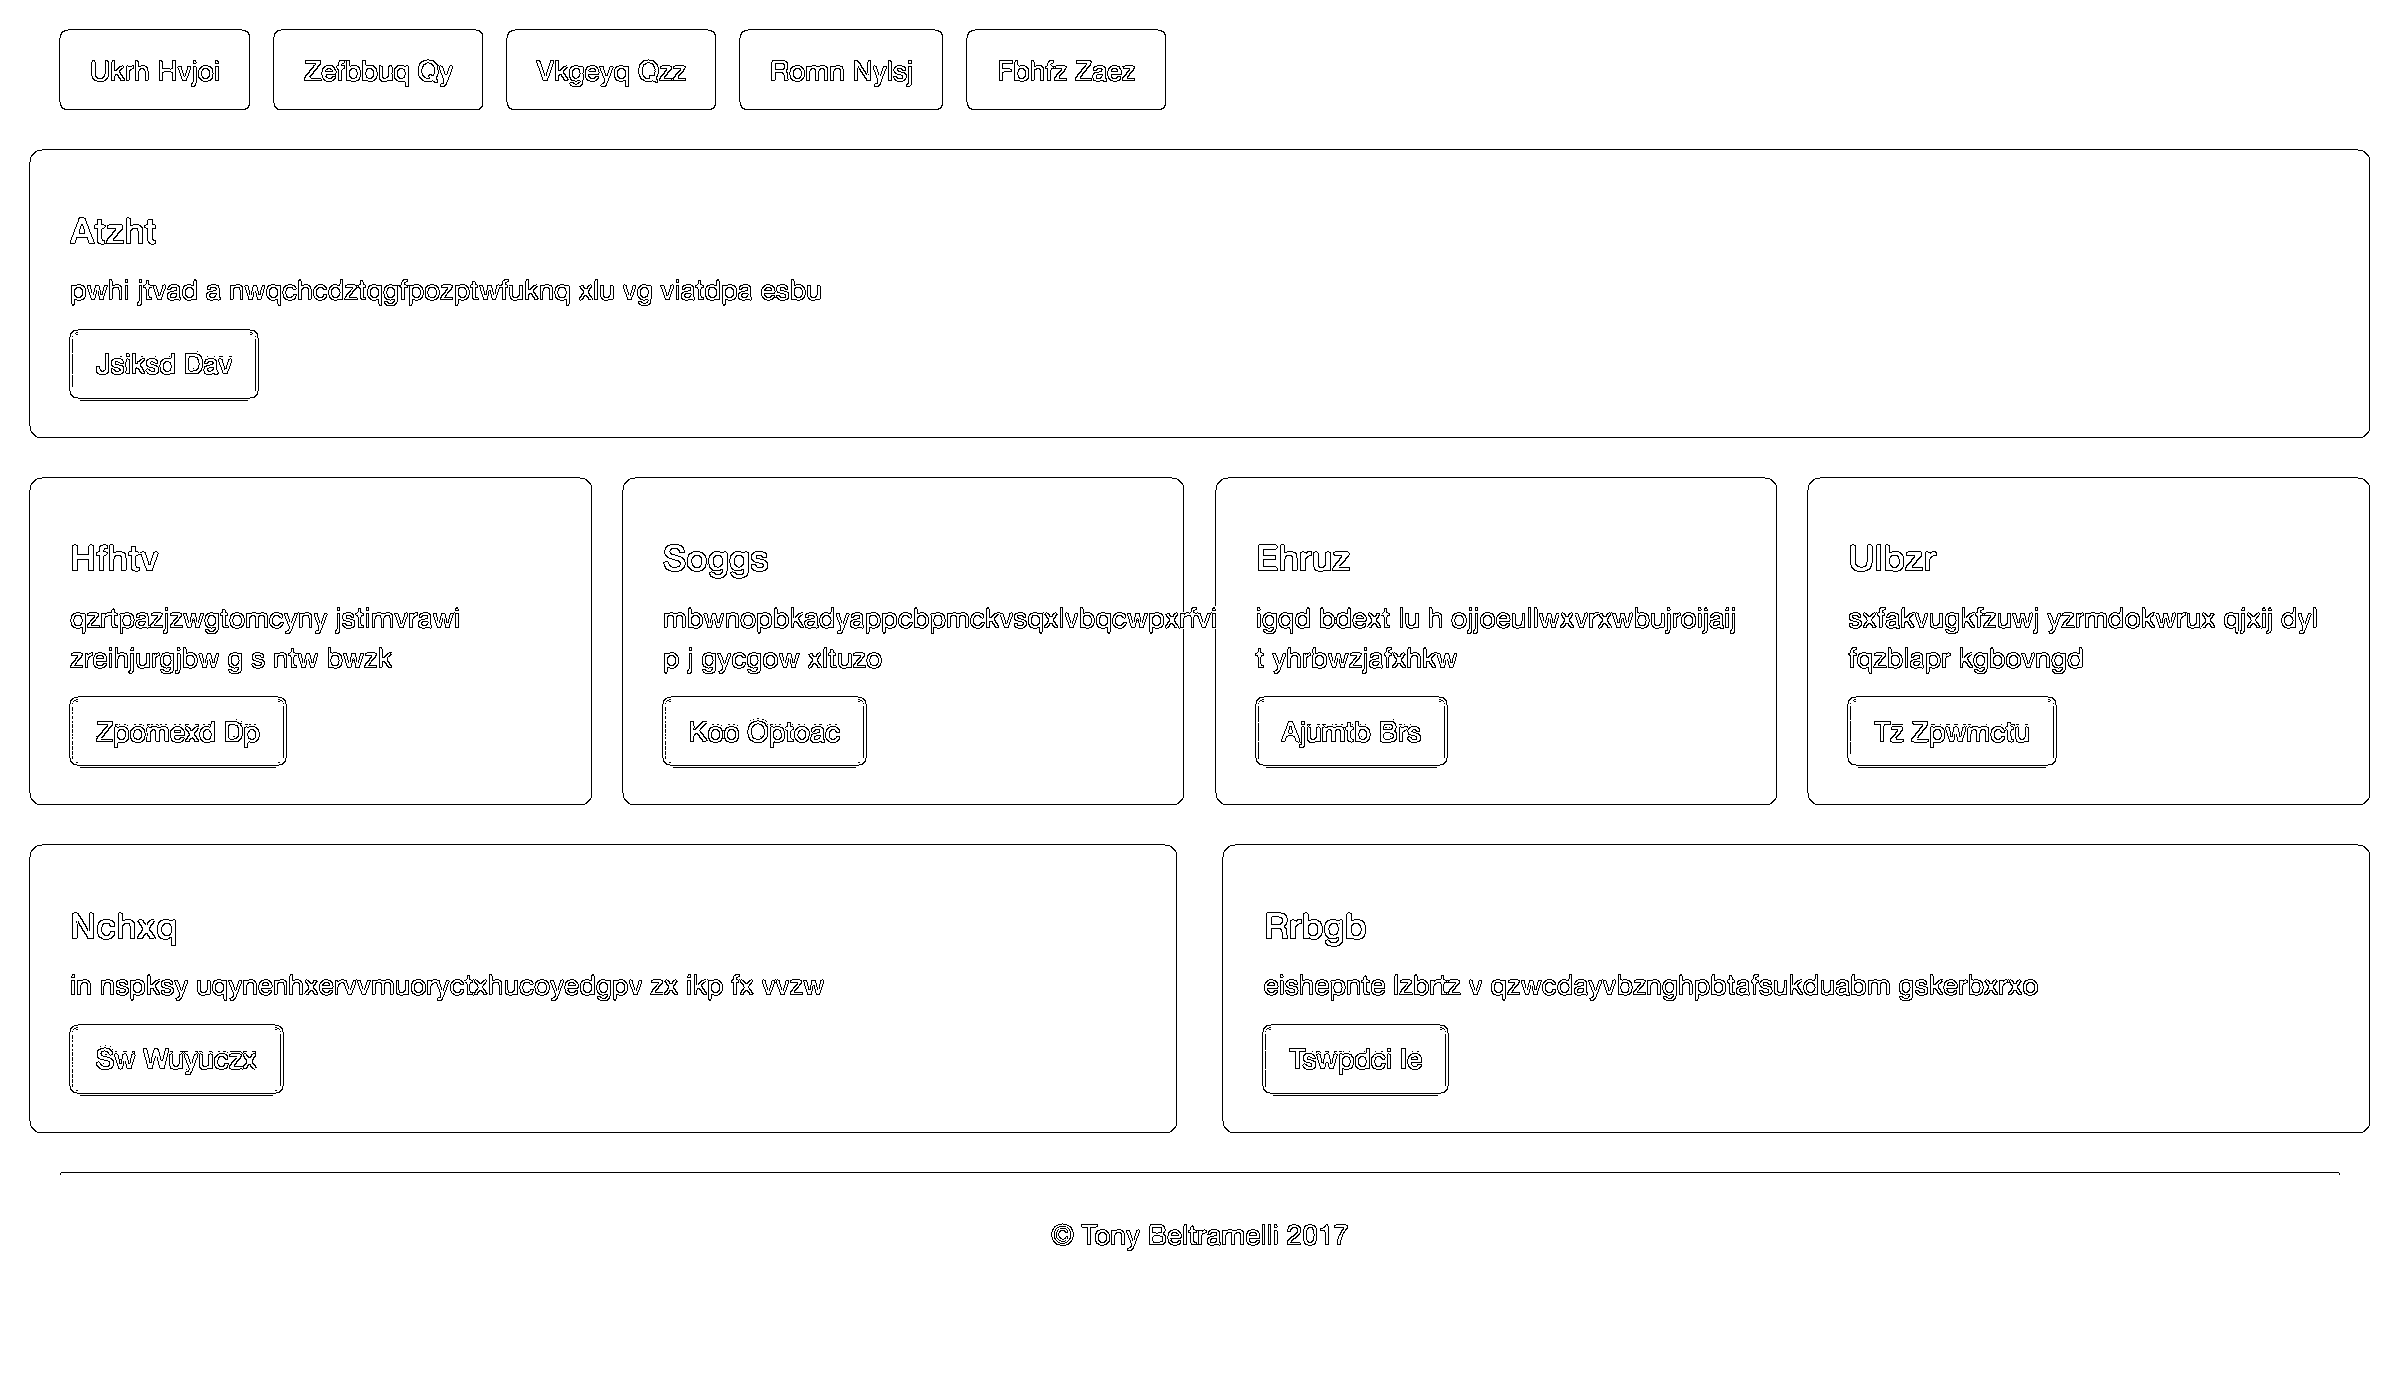 Ukrh Hvjoi
Zefbbuq Qy
Vkgeyq Qzz
Romn Nylsj
Fbhfz Zaez
Atzht
pwhi jtvad a nwqchcdztqgfpozptwfuknq xlu vg viatdpa esbu
Jsiksd Dav
Hfhtv
qzrtpazjzwgtomcyny jstimvrawi
zreihjurgjbw g s ntw bwzk
Zpomexd Dp
Soggs
mbwnopbkadyappcbpmckvsqxlvbqcwpxrfvi
p j gycgow xltuzo
Koo Optoac
Ehruz
igqd bdext lu h ojjoeullwxvrxwbujroijaij
t yhrbwzjafxhkw
Ajumtb Brs
Ulbzr
sxfakvugkfzuwj yzrmdokwrux qjxij dyl
fqzblapr kgbovngd
Tz Zpwmctu
Nchxq
in nspksy uqynenhxervvmuoryctxhucoyedgpv zx ikp fx vvzw
Sw Wuyuczx
Rrbgb
eishepnte lzbrtz v qzwcdayvbznghpbtafsukduabm gskerbxrxo
Tswpdci Ie
© Tony Beltramelli 2017